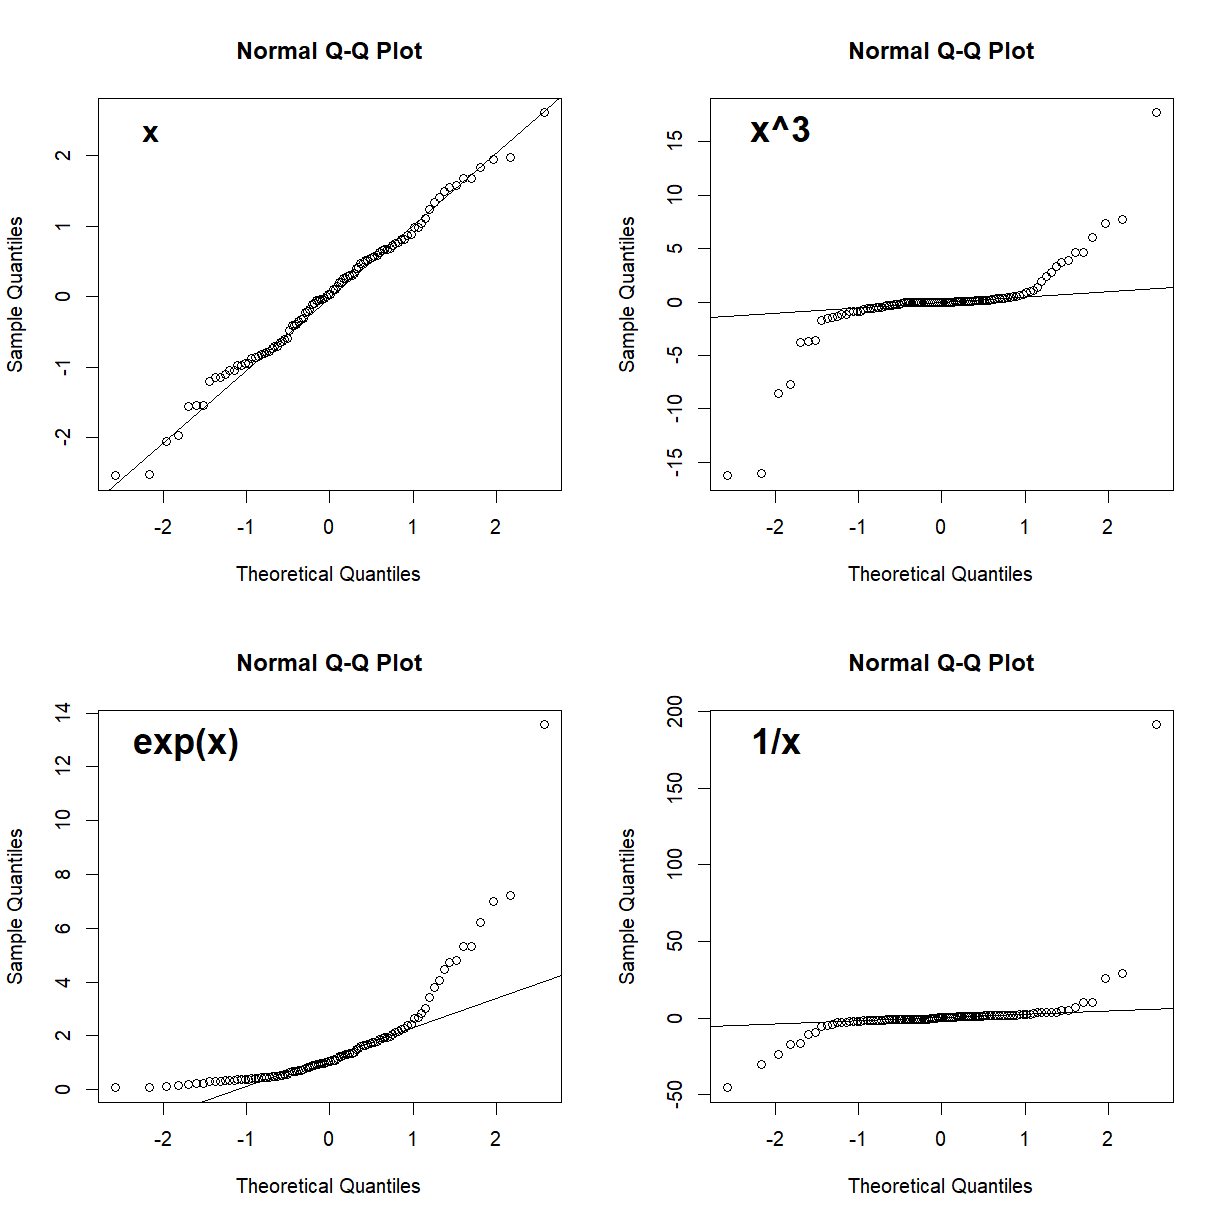 Normal Q-Q Plot
x
Sample Quantiles
2
1
0
-1
-2
-2 -1 0 1 2
Theoretical Quantiles
Normal Q-Q Plot
x^3
Sample Quantiles
15
10
5
0
-5
-10
-15
-2 -1 0 1 2
Theoretical Quantiles
Normal Q-Q Plot
exp(x)
Sample Quantiles
14
12
10
8
6
4
2
0
-2 -1 0 1 2
Theoretical Quantiles
Normal Q-Q Plot
1/x
Sample Quantiles
200
150
100
50
0
-50
-2 -1 0 1 2
Theoretical Quantiles